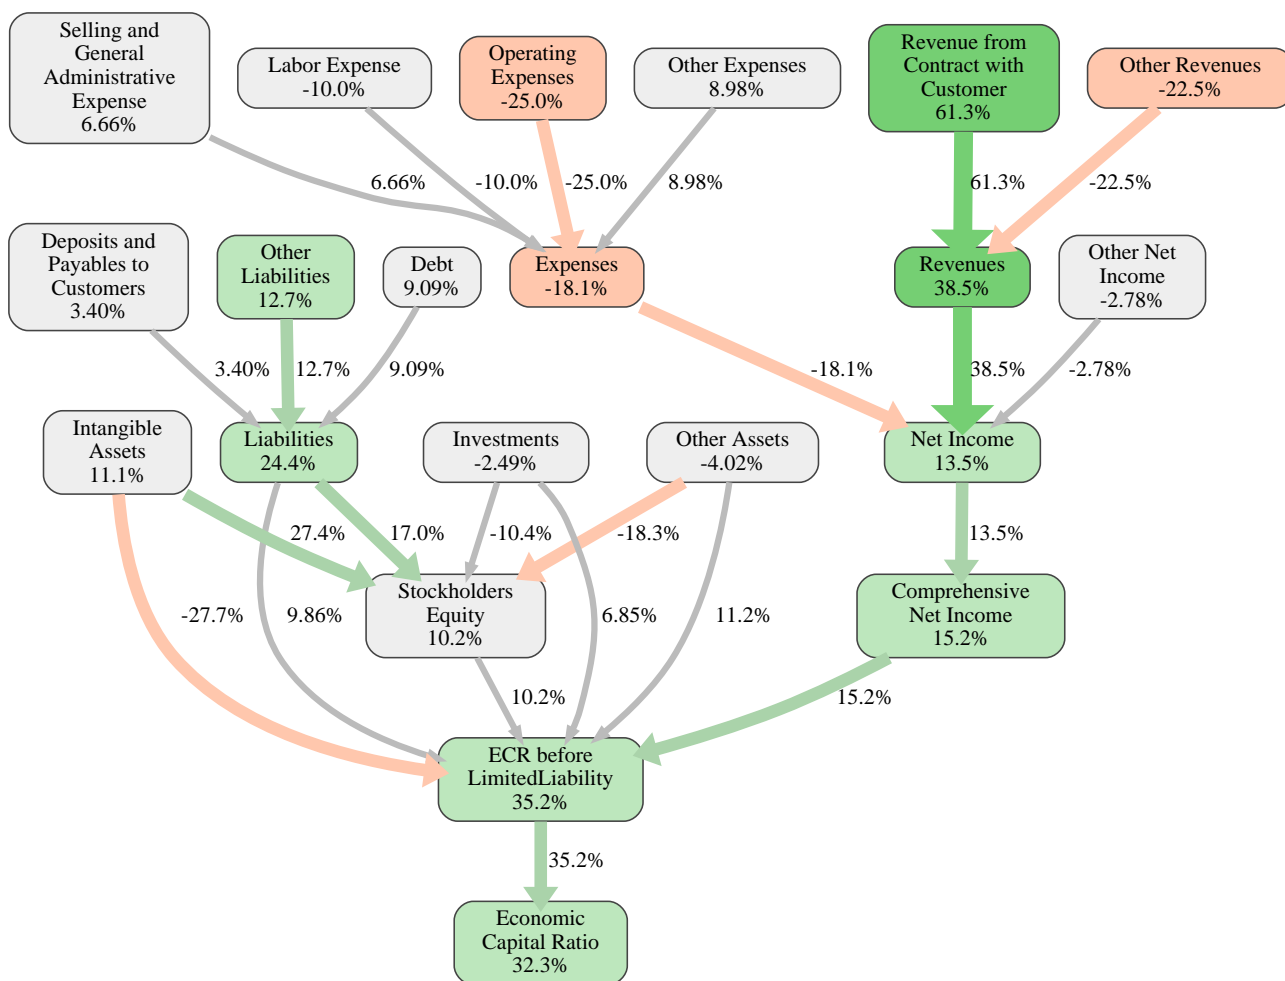 Selling and
General
Administrative
Expense
6.66%
Labor Expense
-10.0%
Operating
Expenses
-25.0%
Other Expenses
8.98%
Revenue from
Contract with
Customer
61.3%
Other Revenues
-22.5%
6.66%
-10.0%
-25.0%
8.98%
61.3%
-22.5%
Deposits and
Payables to
Customers
3.40%
Other
Liabilities
12.7%
Debt
9.09%
Expenses
-18.1%
Revenues
38.5%
Other Net
Income
-2.78%
3.40%
12.7%
9.09%
-18.1%
38.5%
-2.78%
Intangible
Assets
11.1%
Liabilities
24.4%
Investments
-2.49%
Other Assets
-4.02%
Net Income
13.5%
27.4%
17.0%
-10.4%
-18.3%
13.5%
Stockholders
Equity
10.2%
Comprehensive
Net Income
15.2%
-27.7%
9.86%
6.85%
11.2%
10.2%
15.2%
ECR before
LimitedLiability
35.2%
35.2%
Economic
Capital Ratio
32.3%